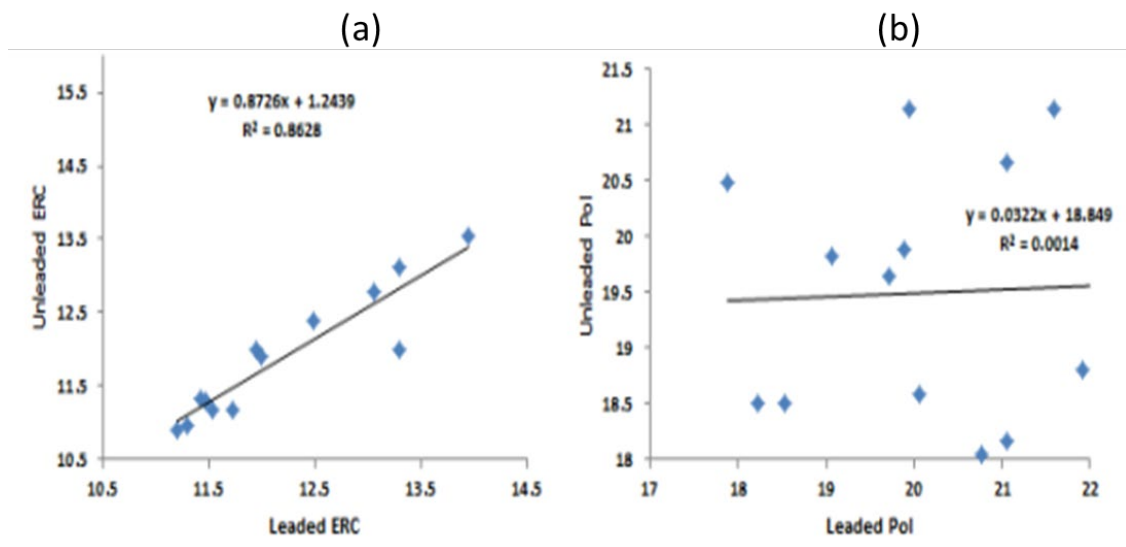 (a)
(b)
15.5
14.5
13.5
12.5
11.5
10.5
Unleaded ERC
y = 0.8726x + 1.2439
R² = 0.8628
10.5 11.5 12.5 13.5 14.5
Leaded ERC
21.5
21
20.5
20
19.5
19
18.5
18
Unleaded Pol
y = 0.0322x + 18.849
R² = 0.0014
17 18 19 20 21 22
Leaded Pol